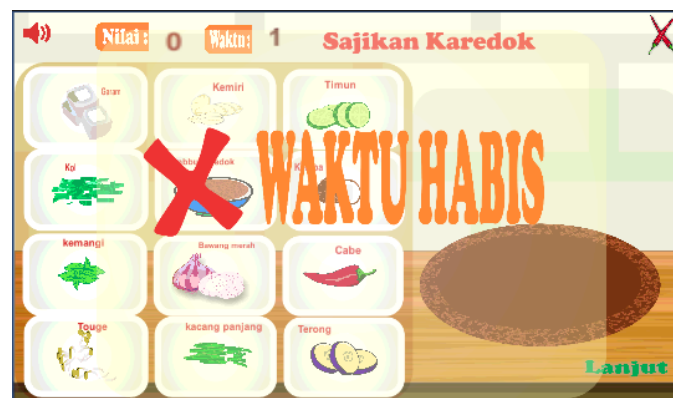 Nilai : 0 Waktu : 1 Sajikan Karedok
Garam Kemiri Timun
Kol
WAKTU HABIS
kemangi Bawang merah Cabe
Touge kacang panjang Terong
Lanjut